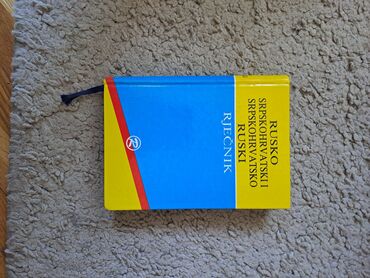 RUSKO
SRPSKOHRVATSKI I
SRPSKOHRVATSKO
RUSKI
RJEČNIK
R